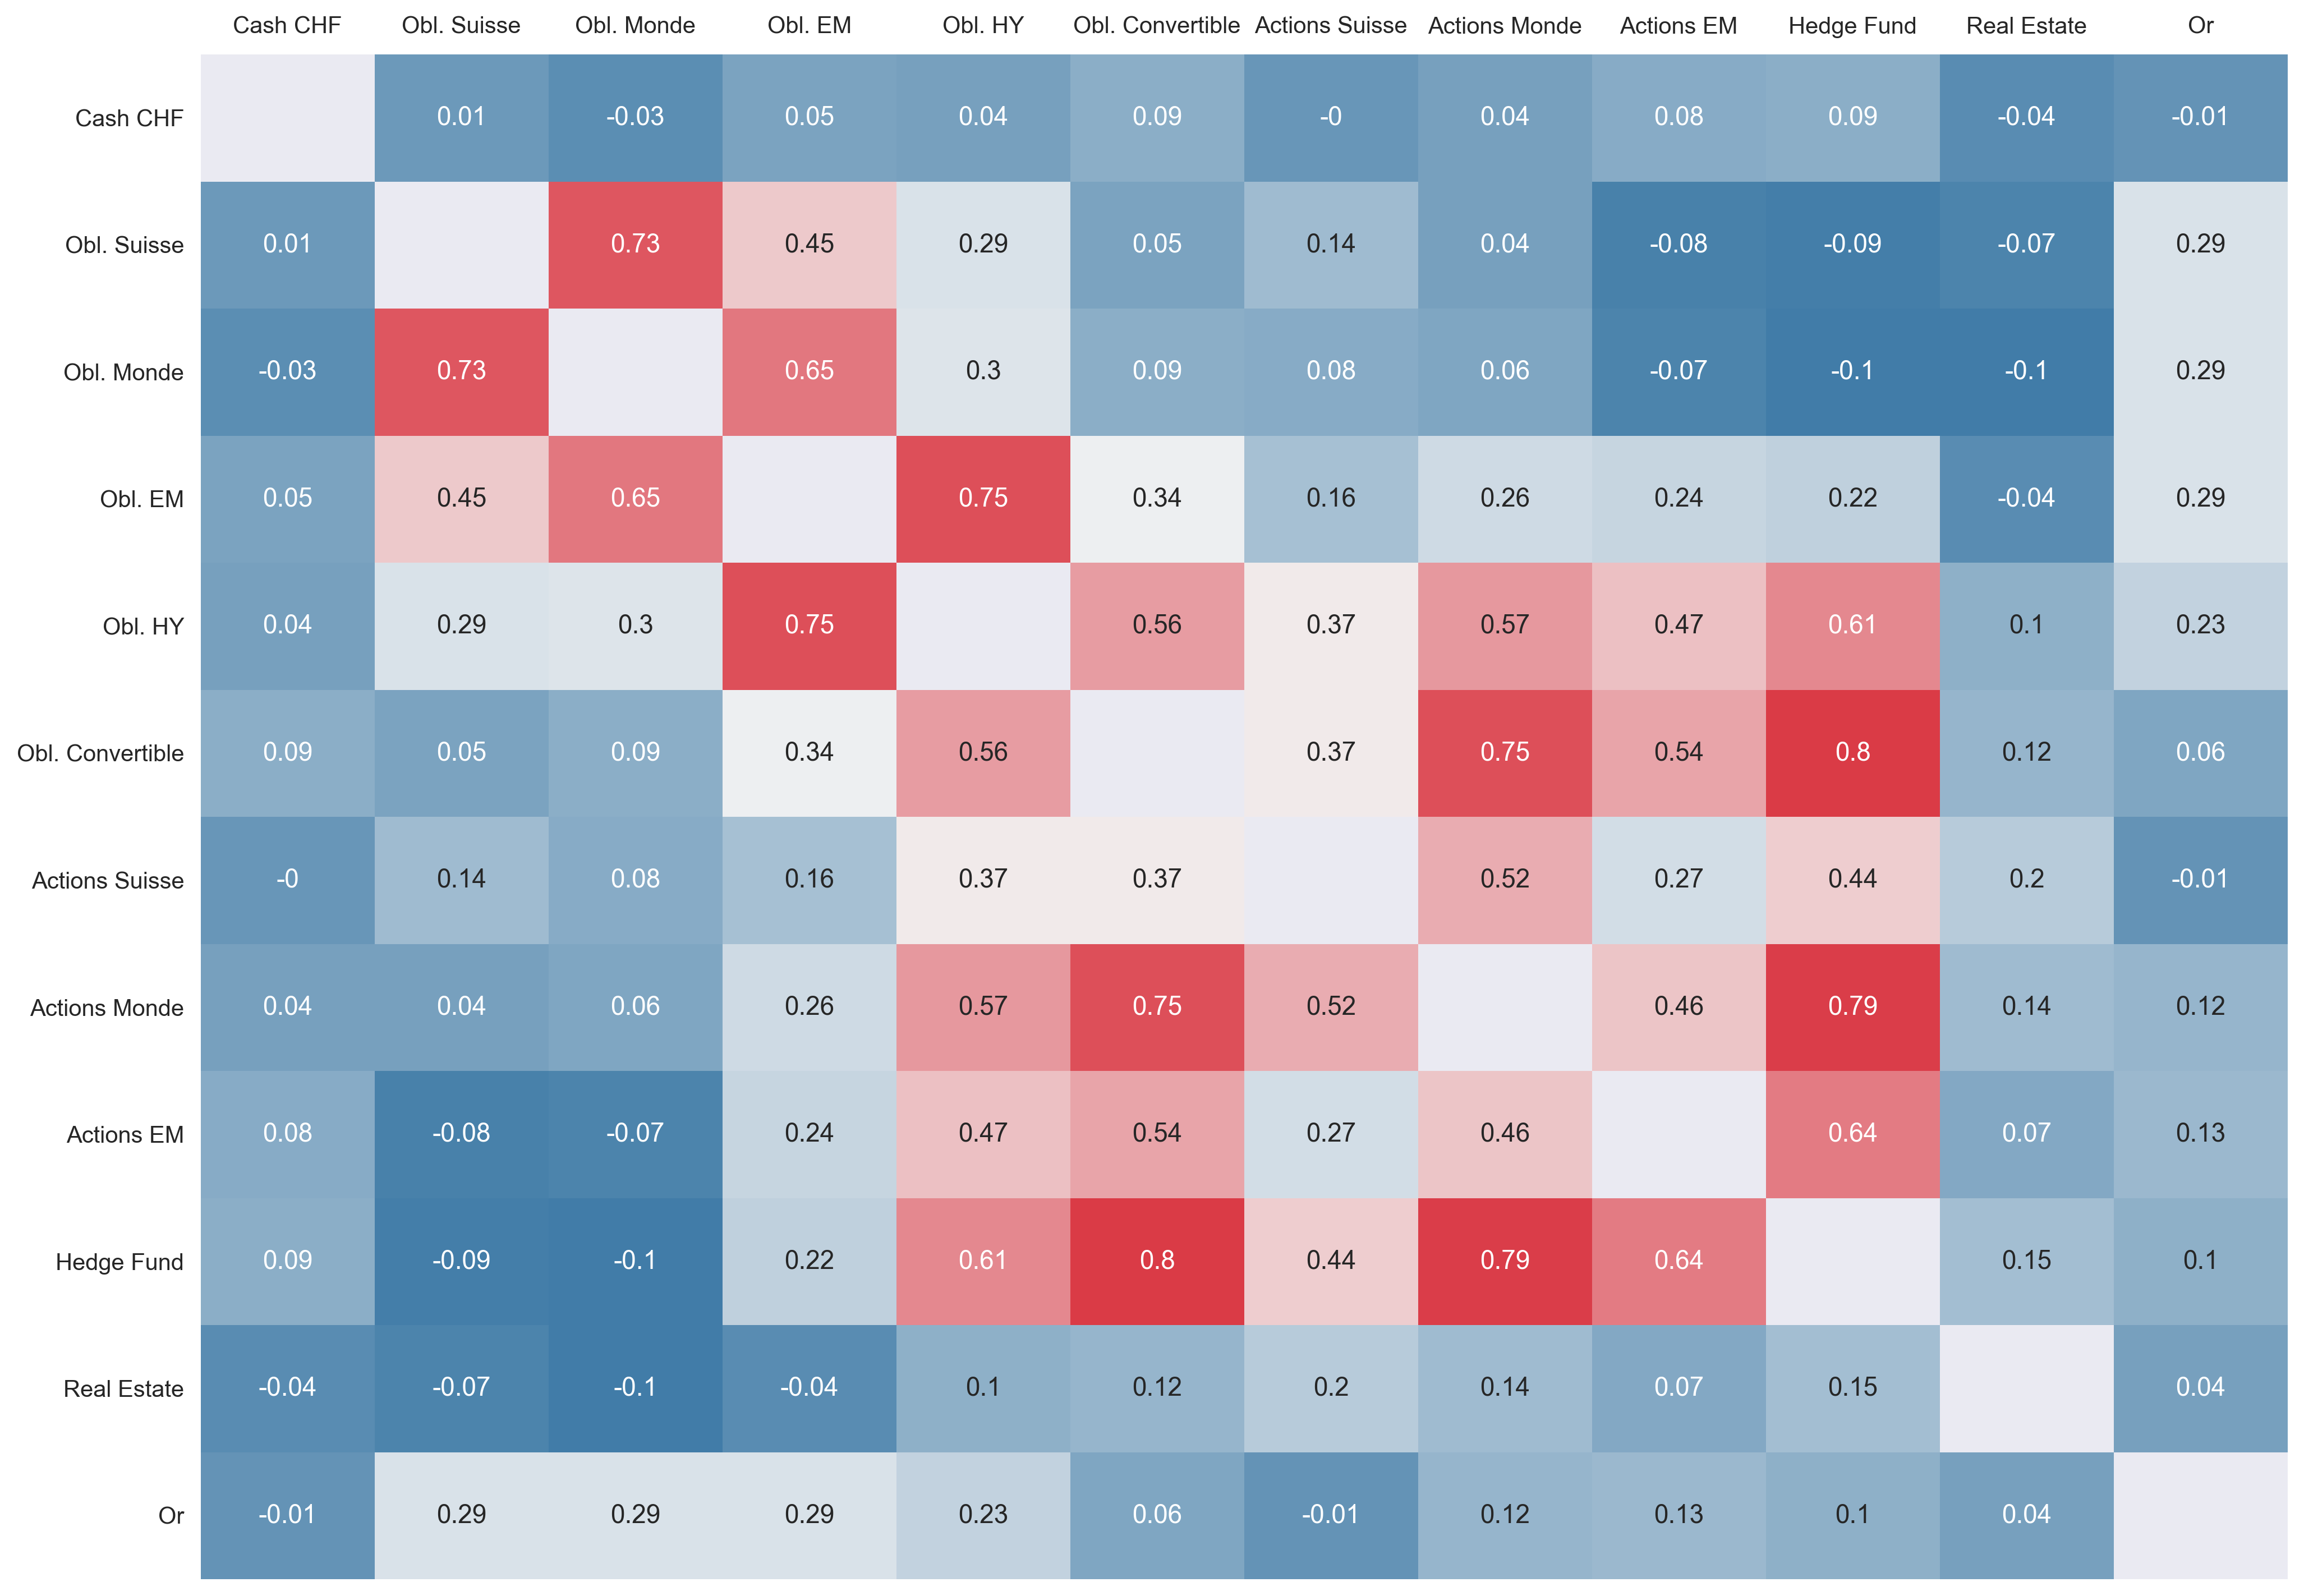 Cash CHF Obl. Suisse Obl. Monde Obl. EM Obl. HY Obl. Convertible Actions Suisse Actions Monde Actions EM Hedge Fund Real Estate Or
Cash CHF 0.01 -0.03 0.05 0.04 0.09 -0 0.04 0.08 0.09 -0.04 -0.01
Obl. Suisse 0.01 0.73 0.45 0.29 0.05 0.14 0.04 -0.08 -0.09 -0.07 0.29
Obl. Monde -0.03 0.73 0.65 0.3 0.09 0.08 0.06 -0.07 -0.1 -0.1 0.29
Obl. EM 0.05 0.45 0.65 0.75 0.34 0.16 0.26 0.24 0.22 -0.04 0.29
Obl. HY 0.04 0.29 0.3 0.75 0.56 0.37 0.57 0.47 0.61 0.1 0.23
Obl. Convertible 0.09 0.05 0.09 0.34 0.56 0.37 0.75 0.54 0.8 0.12 0.06
Actions Suisse -0 0.14 0.08 0.16 0.37 0.37 0.52 0.27 0.44 0.2 -0.01
Actions Monde 0.04 0.04 0.06 0.26 0.57 0.75 0.52 0.46 0.79 0.14 0.12
Actions EM 0.08 -0.08 -0.07 0.24 0.47 0.54 0.27 0.46 0.64 0.07 0.13
Hedge Fund 0.09 -0.09 -0.1 0.22 0.61 0.8 0.44 0.79 0.64 0.15 0.1
Real Estate -0.04 -0.07 -0.1 -0.04 0.1 0.12 0.2 0.14 0.07 0.15 0.04
Or -0.01 0.29 0.29 0.29 0.23 0.06 -0.01 0.12 0.13 0.1 0.04